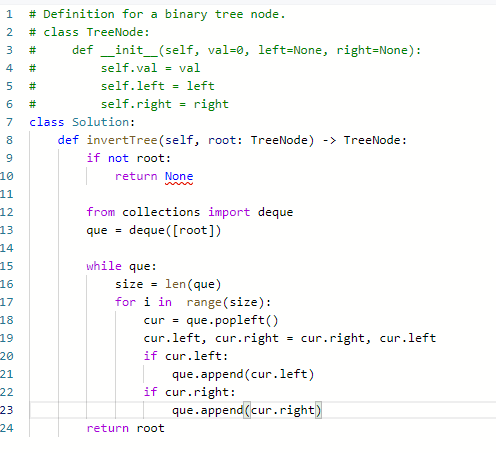 1 # Definition for a binary tree node.
2 # class TreeNode:
3 #     def __init__(self, val=0, left=None, right=None):
4 #         self.val = val
5 #         self.left = left
6 #         self.right = right
7 class Solution:
8     def invertTree(self, root: TreeNode) -> TreeNode:
9         if not root:
10             return None
11
12         from collections import deque
13         que = deque([root])
14
15         while que:
16             size = len(que)
17             for i in  range(size):
18                 cur = que.popleft()
19                 cur.left, cur.right = cur.right, cur.left
20                 if cur.left:
21                     que.append(cur.left)
22                 if cur.right:
23                     que.append(cur.right)
24         return root